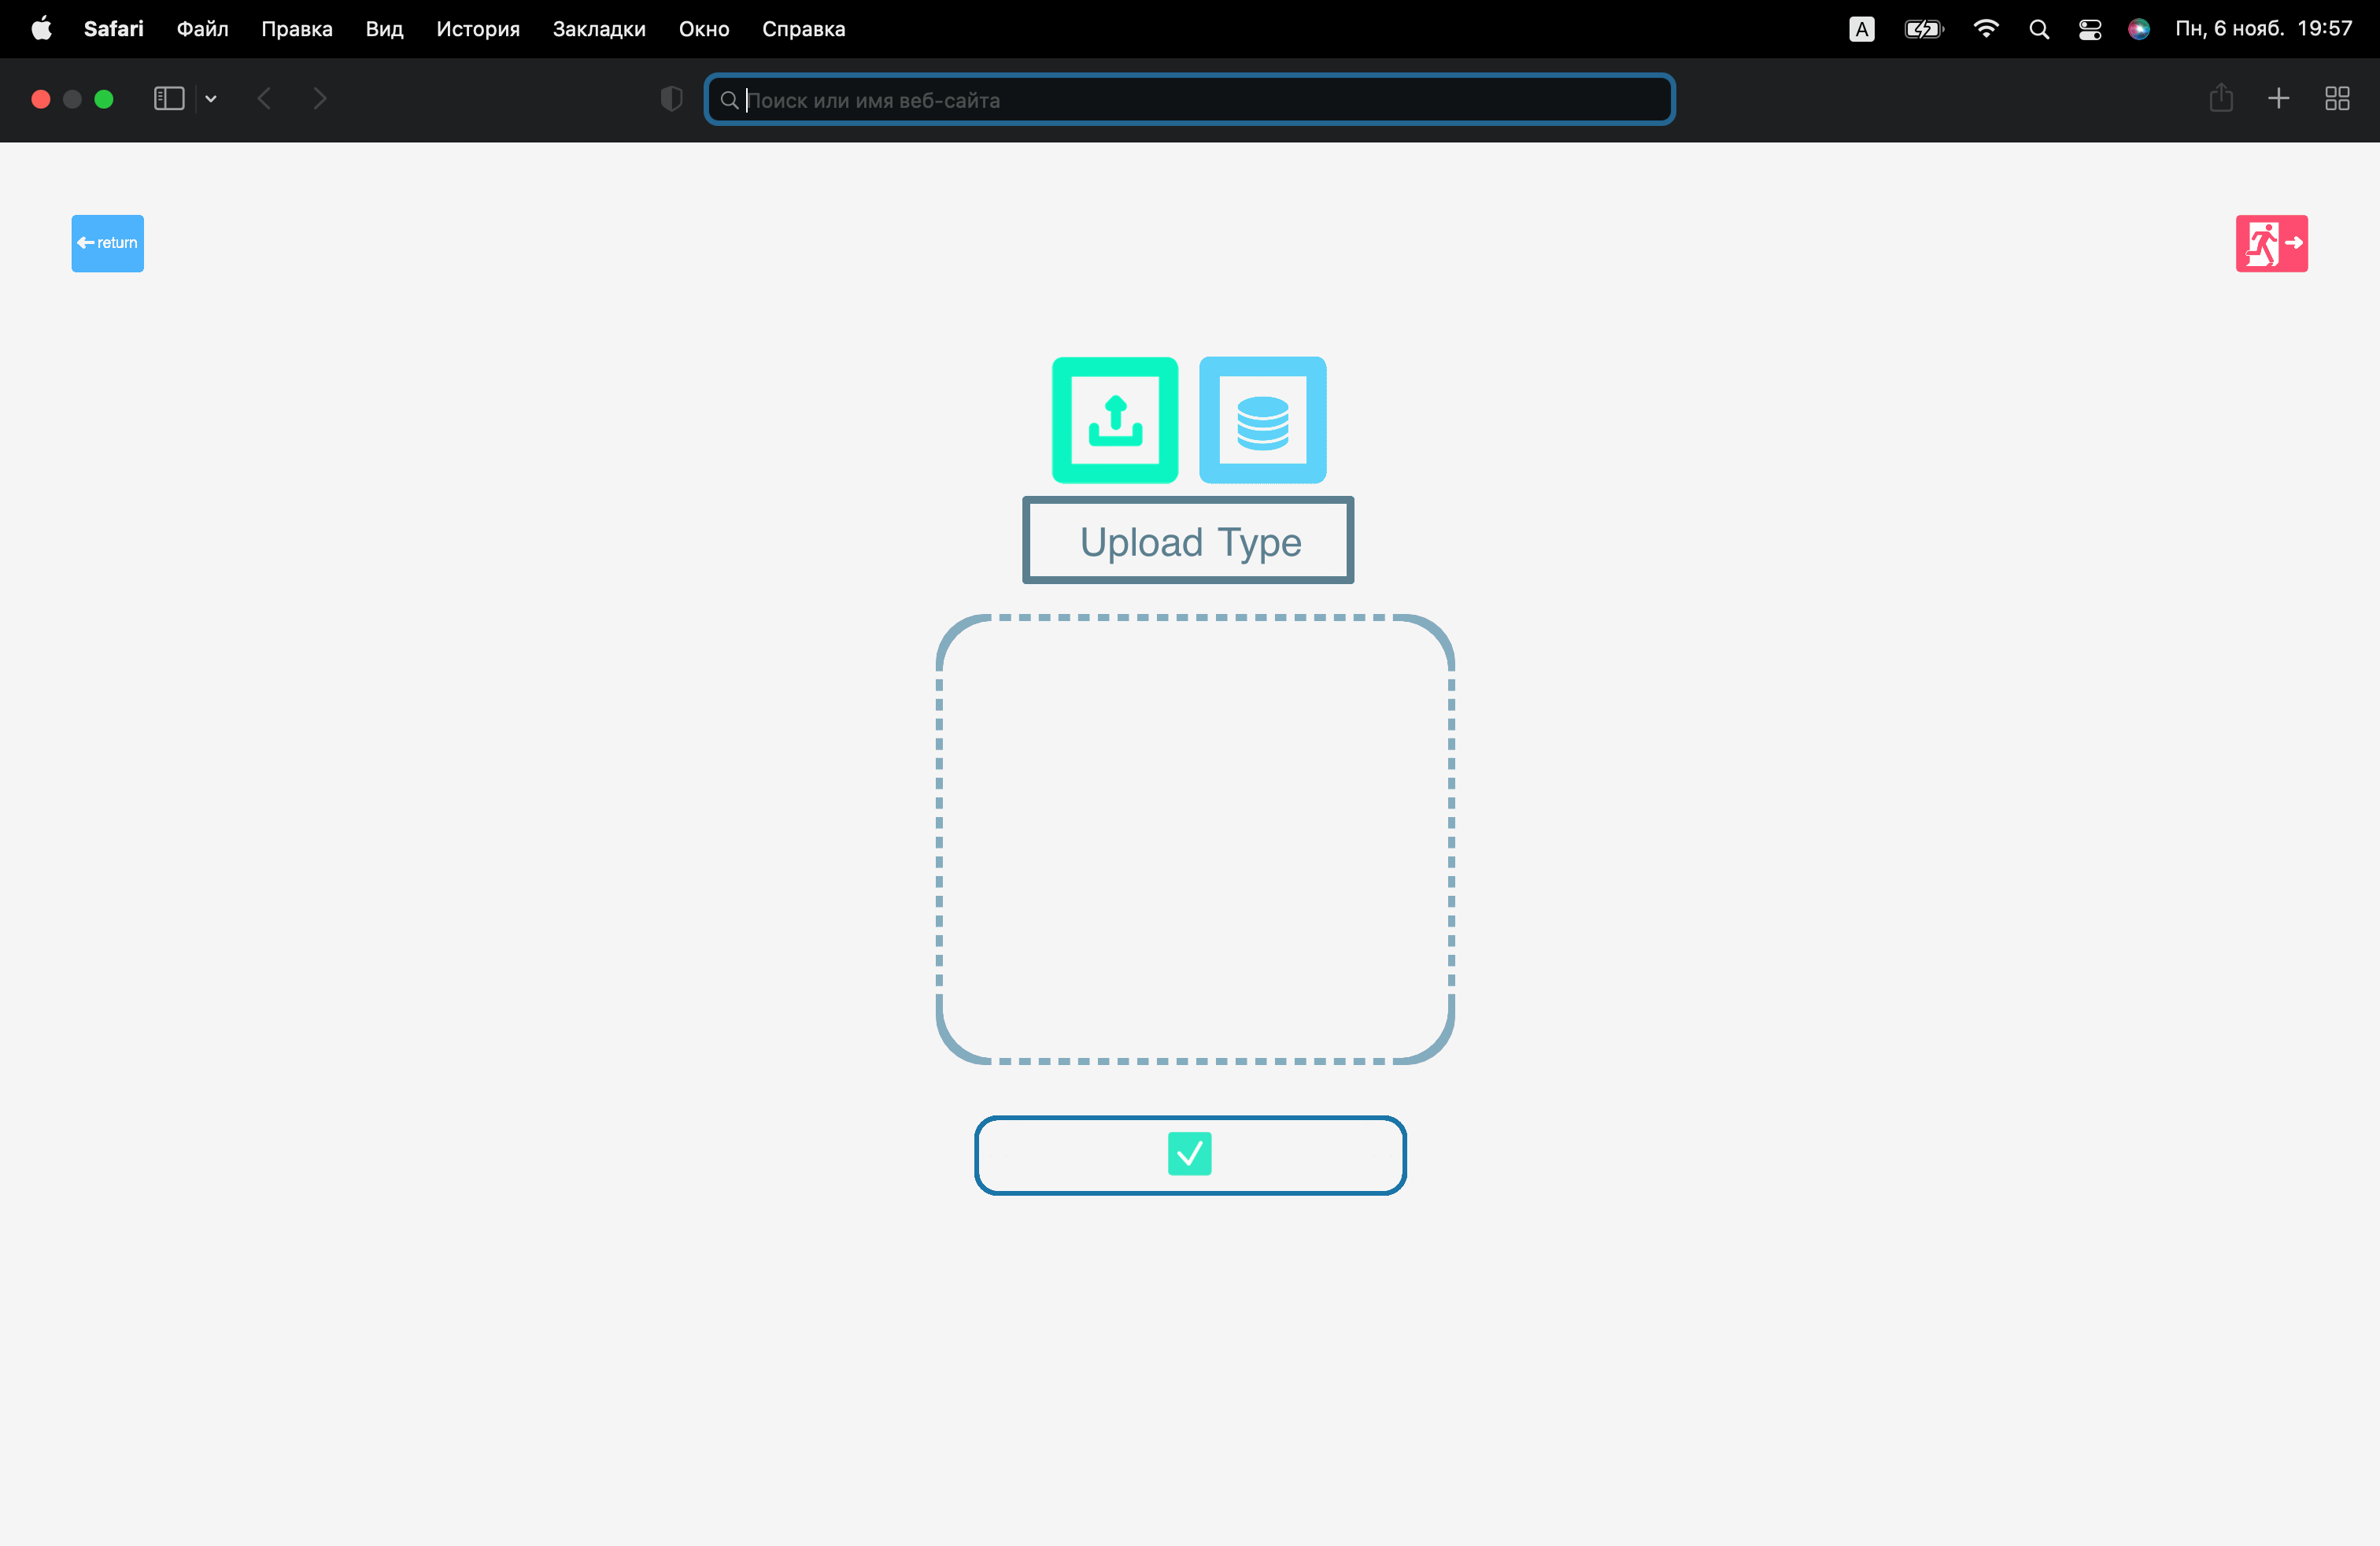 Safari Файл Правка Вид История Закладки Окно Справка A Пн, 6 нояб. 19:57
Поиск или имя веб-сайта
return
Upload Type